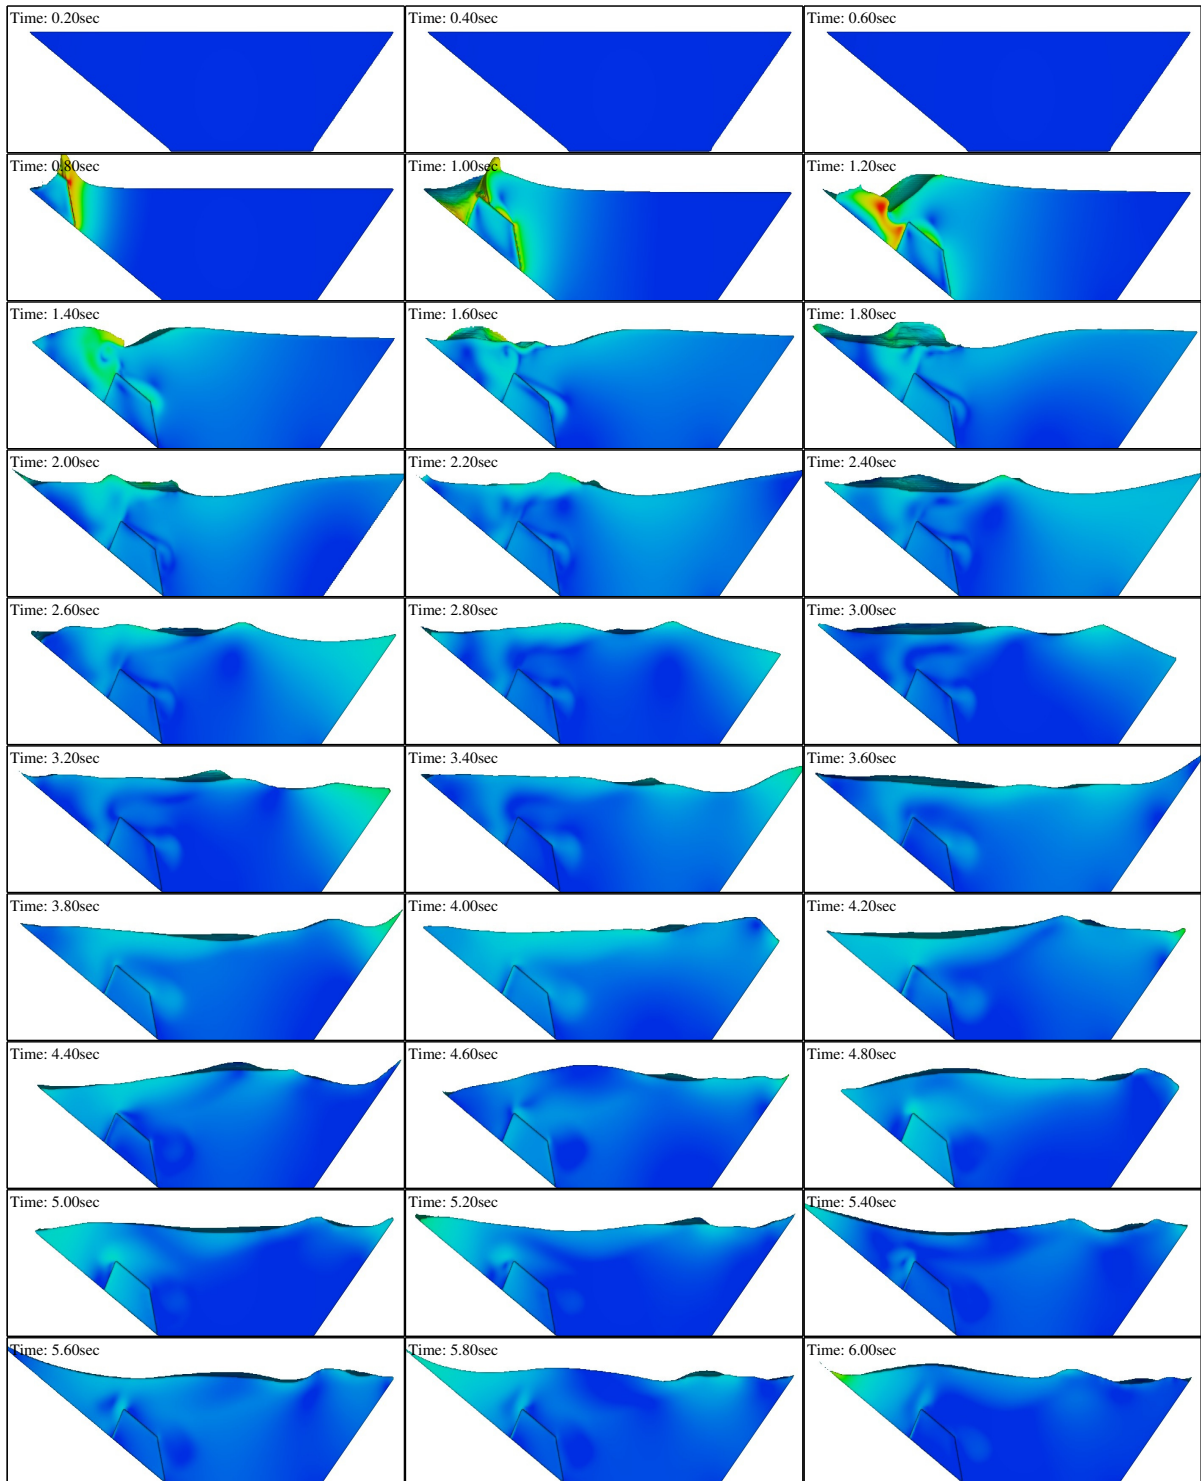 Time: 0.20sec
Time: 0.40sec
Time: 0.60sec
Time: 0.80sec
Time: 1.00sec
Time: 1.20sec
Time: 1.40sec
Time: 1.60sec
Time: 1.80sec
Time: 2.00sec
Time: 2.20sec
Time: 2.40sec
Time: 2.60sec
Time: 2.80sec
Time: 3.00sec
Time: 3.20sec
Time: 3.40sec
Time: 3.60sec
Time: 3.80sec
Time: 4.00sec
Time: 4.20sec
Time: 4.40sec
Time: 4.60sec
Time: 4.80sec
Time: 5.00sec
Time: 5.20sec
Time: 5.40sec
Time: 5.60sec
Time: 5.80sec
Time: 6.00sec